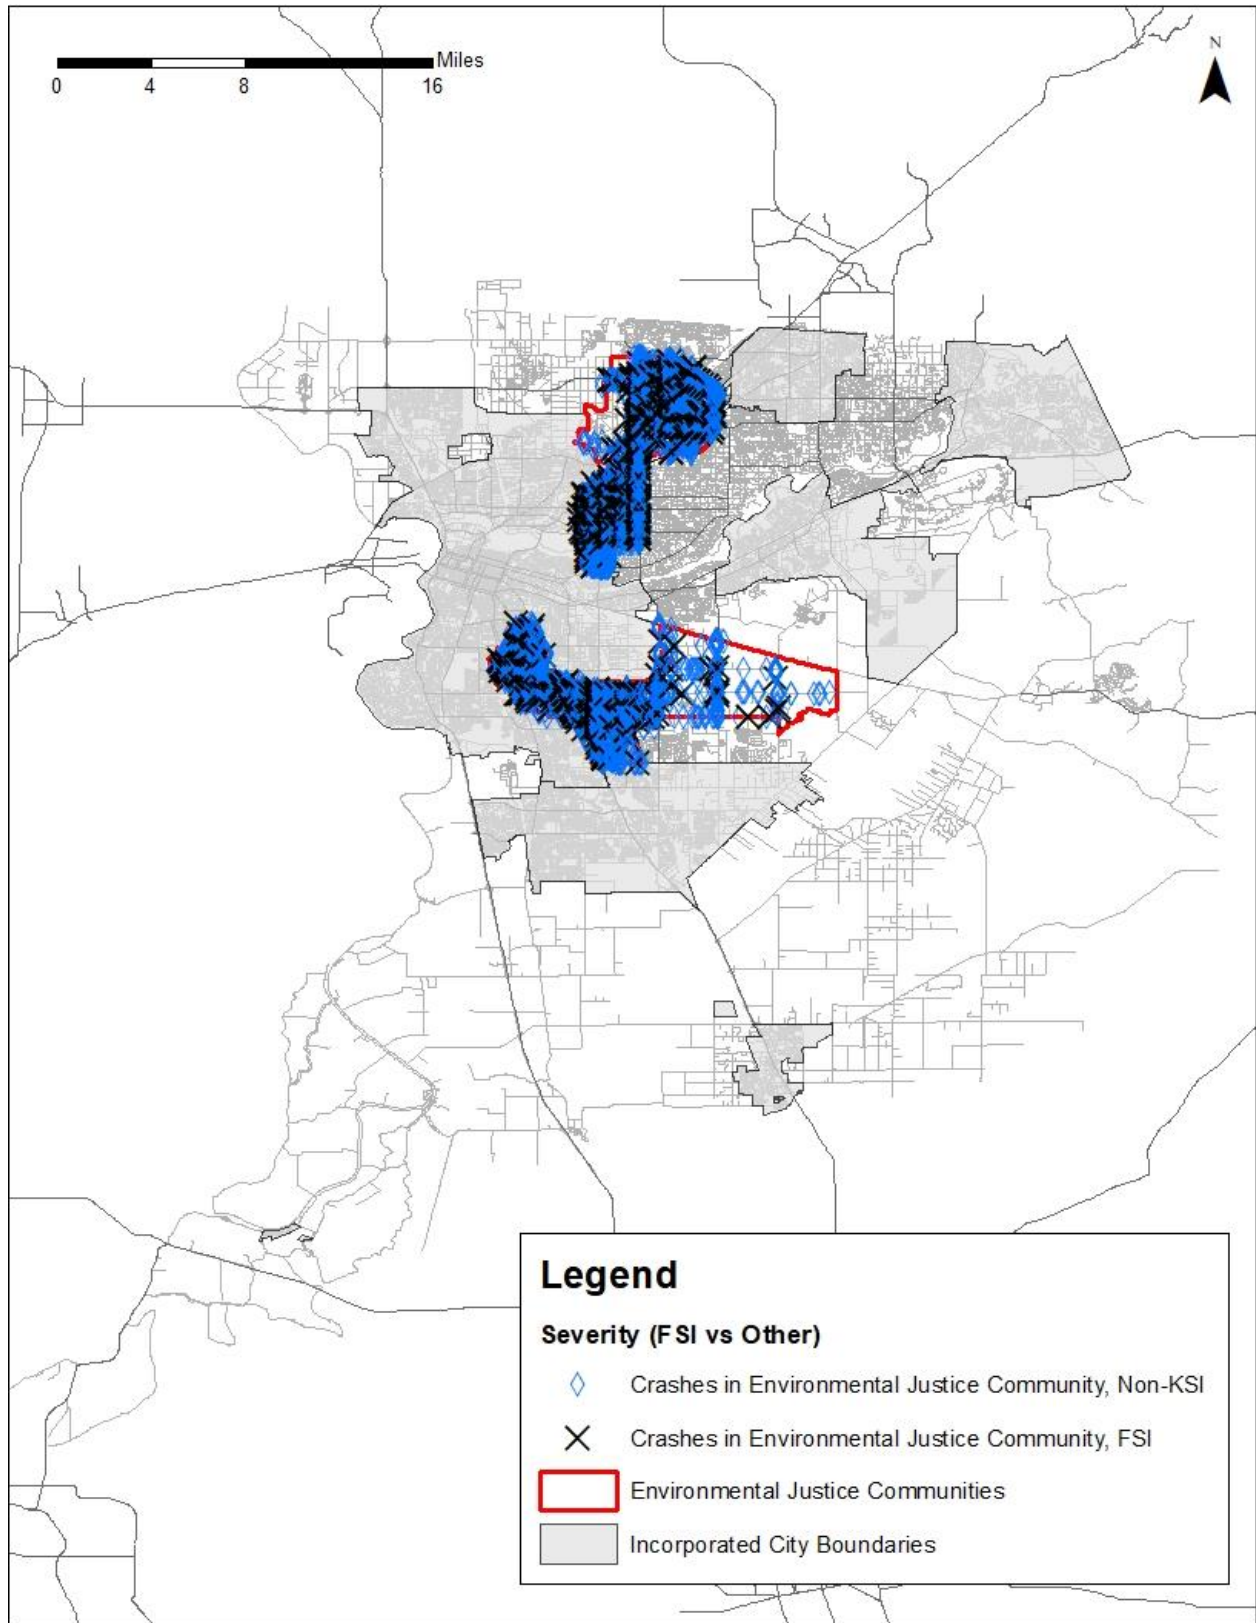 N
Miles
0 4 8 16
Legend
Severity (FSI vs Other)
Crashes in Environmental Justice Community, Non-KSI
Crashes in Environmental Justice Community, FSI
Environmental Justice Communities
Incorporated City Boundaries